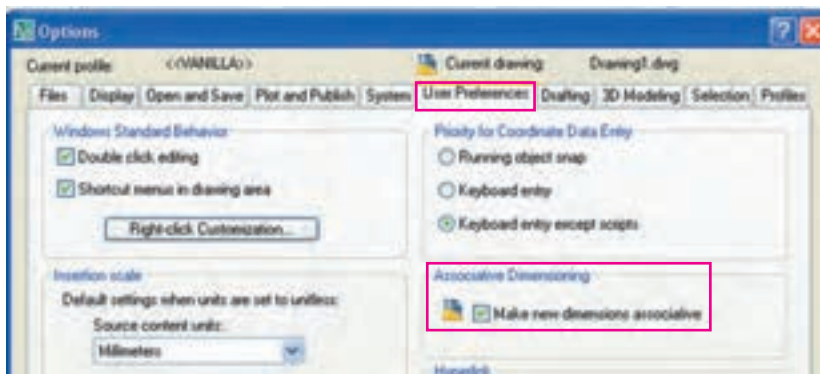 Options
Current profile: <<VANILLA>> Current drawing: Drawing1.dwg
Files Display Open and Save Plot and Publish System User Preferences Drafting 3D Modeling Selection Profiles
Windows Standard Behavior
Double click editing
Shortcut menus in drawing area
Right-click Customization...
Insertion scale
Default settings when units are set to unitless:
Source content units:
Millimeters
Priority for Coordinate Data Entry
Running object snap
Keyboard entry
Keyboard entry except scripts
Associative Dimensioning
Make new dimensions associative
Hyperlink